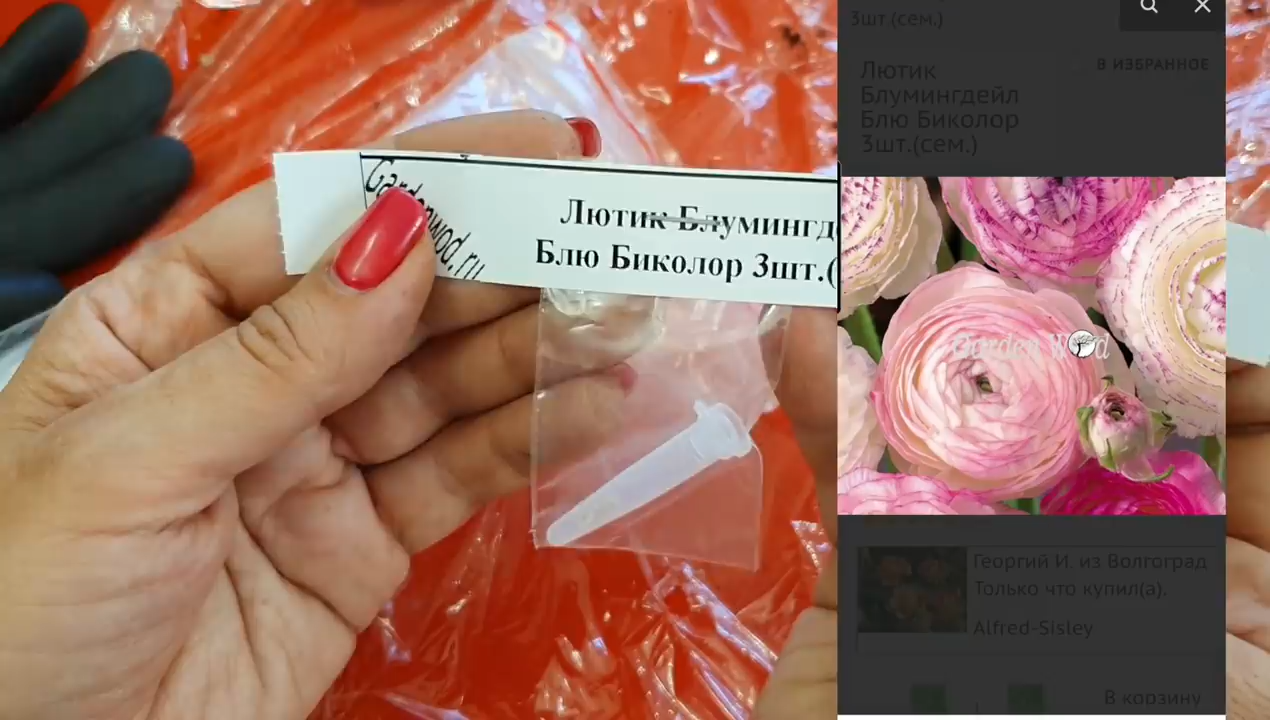 Gardenwod.ru
Лютик Блумингд
Блю Биколор 3шт.(
3шт.(сем.)
В ИЗБРАННОЕ
Лютик
Блумингдейл
Блю Биколор
3шт.(сем.)
Garden W d
Георгий И. из Волгоград
Только что купил(а).
Alfred-Sisley
В корзину